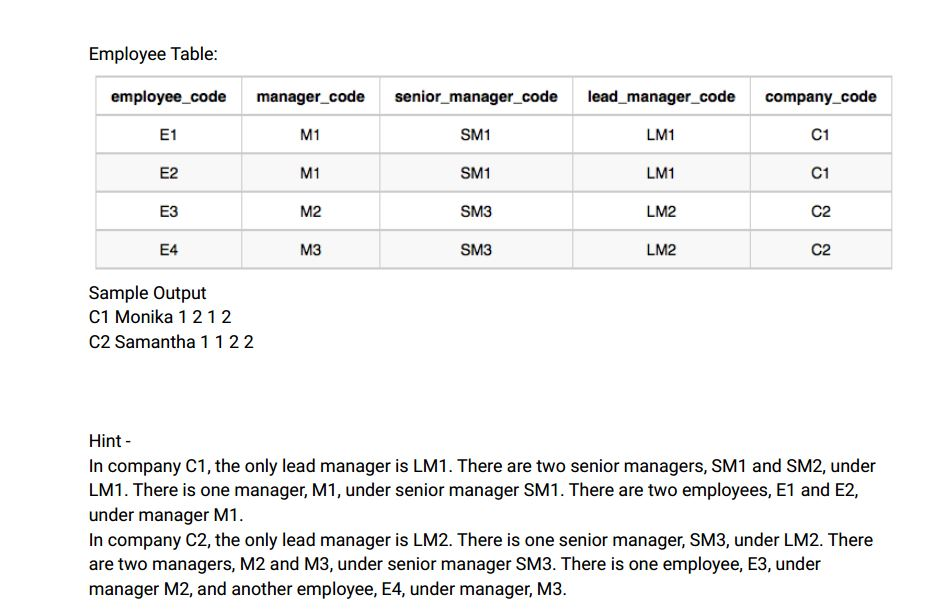 Employee Table:
employee_code manager_code senior_manager_code lead_manager_code company_code
E1 M1 SM1 LM1 C1
E2 M1 SM1 LM1 C1
E3 M2 SM3 LM2 C2
E4 M3 SM3 LM2 C2
Sample Output
C1 Monika 1 2 1 2
C2 Samantha 1 1 2 2
Hint -
In company C1, the only lead manager is LM1. There are two senior managers, SM1 and SM2, under
LM1. There is one manager, M1, under senior manager SM1. There are two employees, E1 and E2,
under manager M1.
In company C2, the only lead manager is LM2. There is one senior manager, SM3, under LM2. There
are two managers, M2 and M3, under senior manager SM3. There is one employee, E3, under
manager M2, and another employee, E4, under manager, M3.